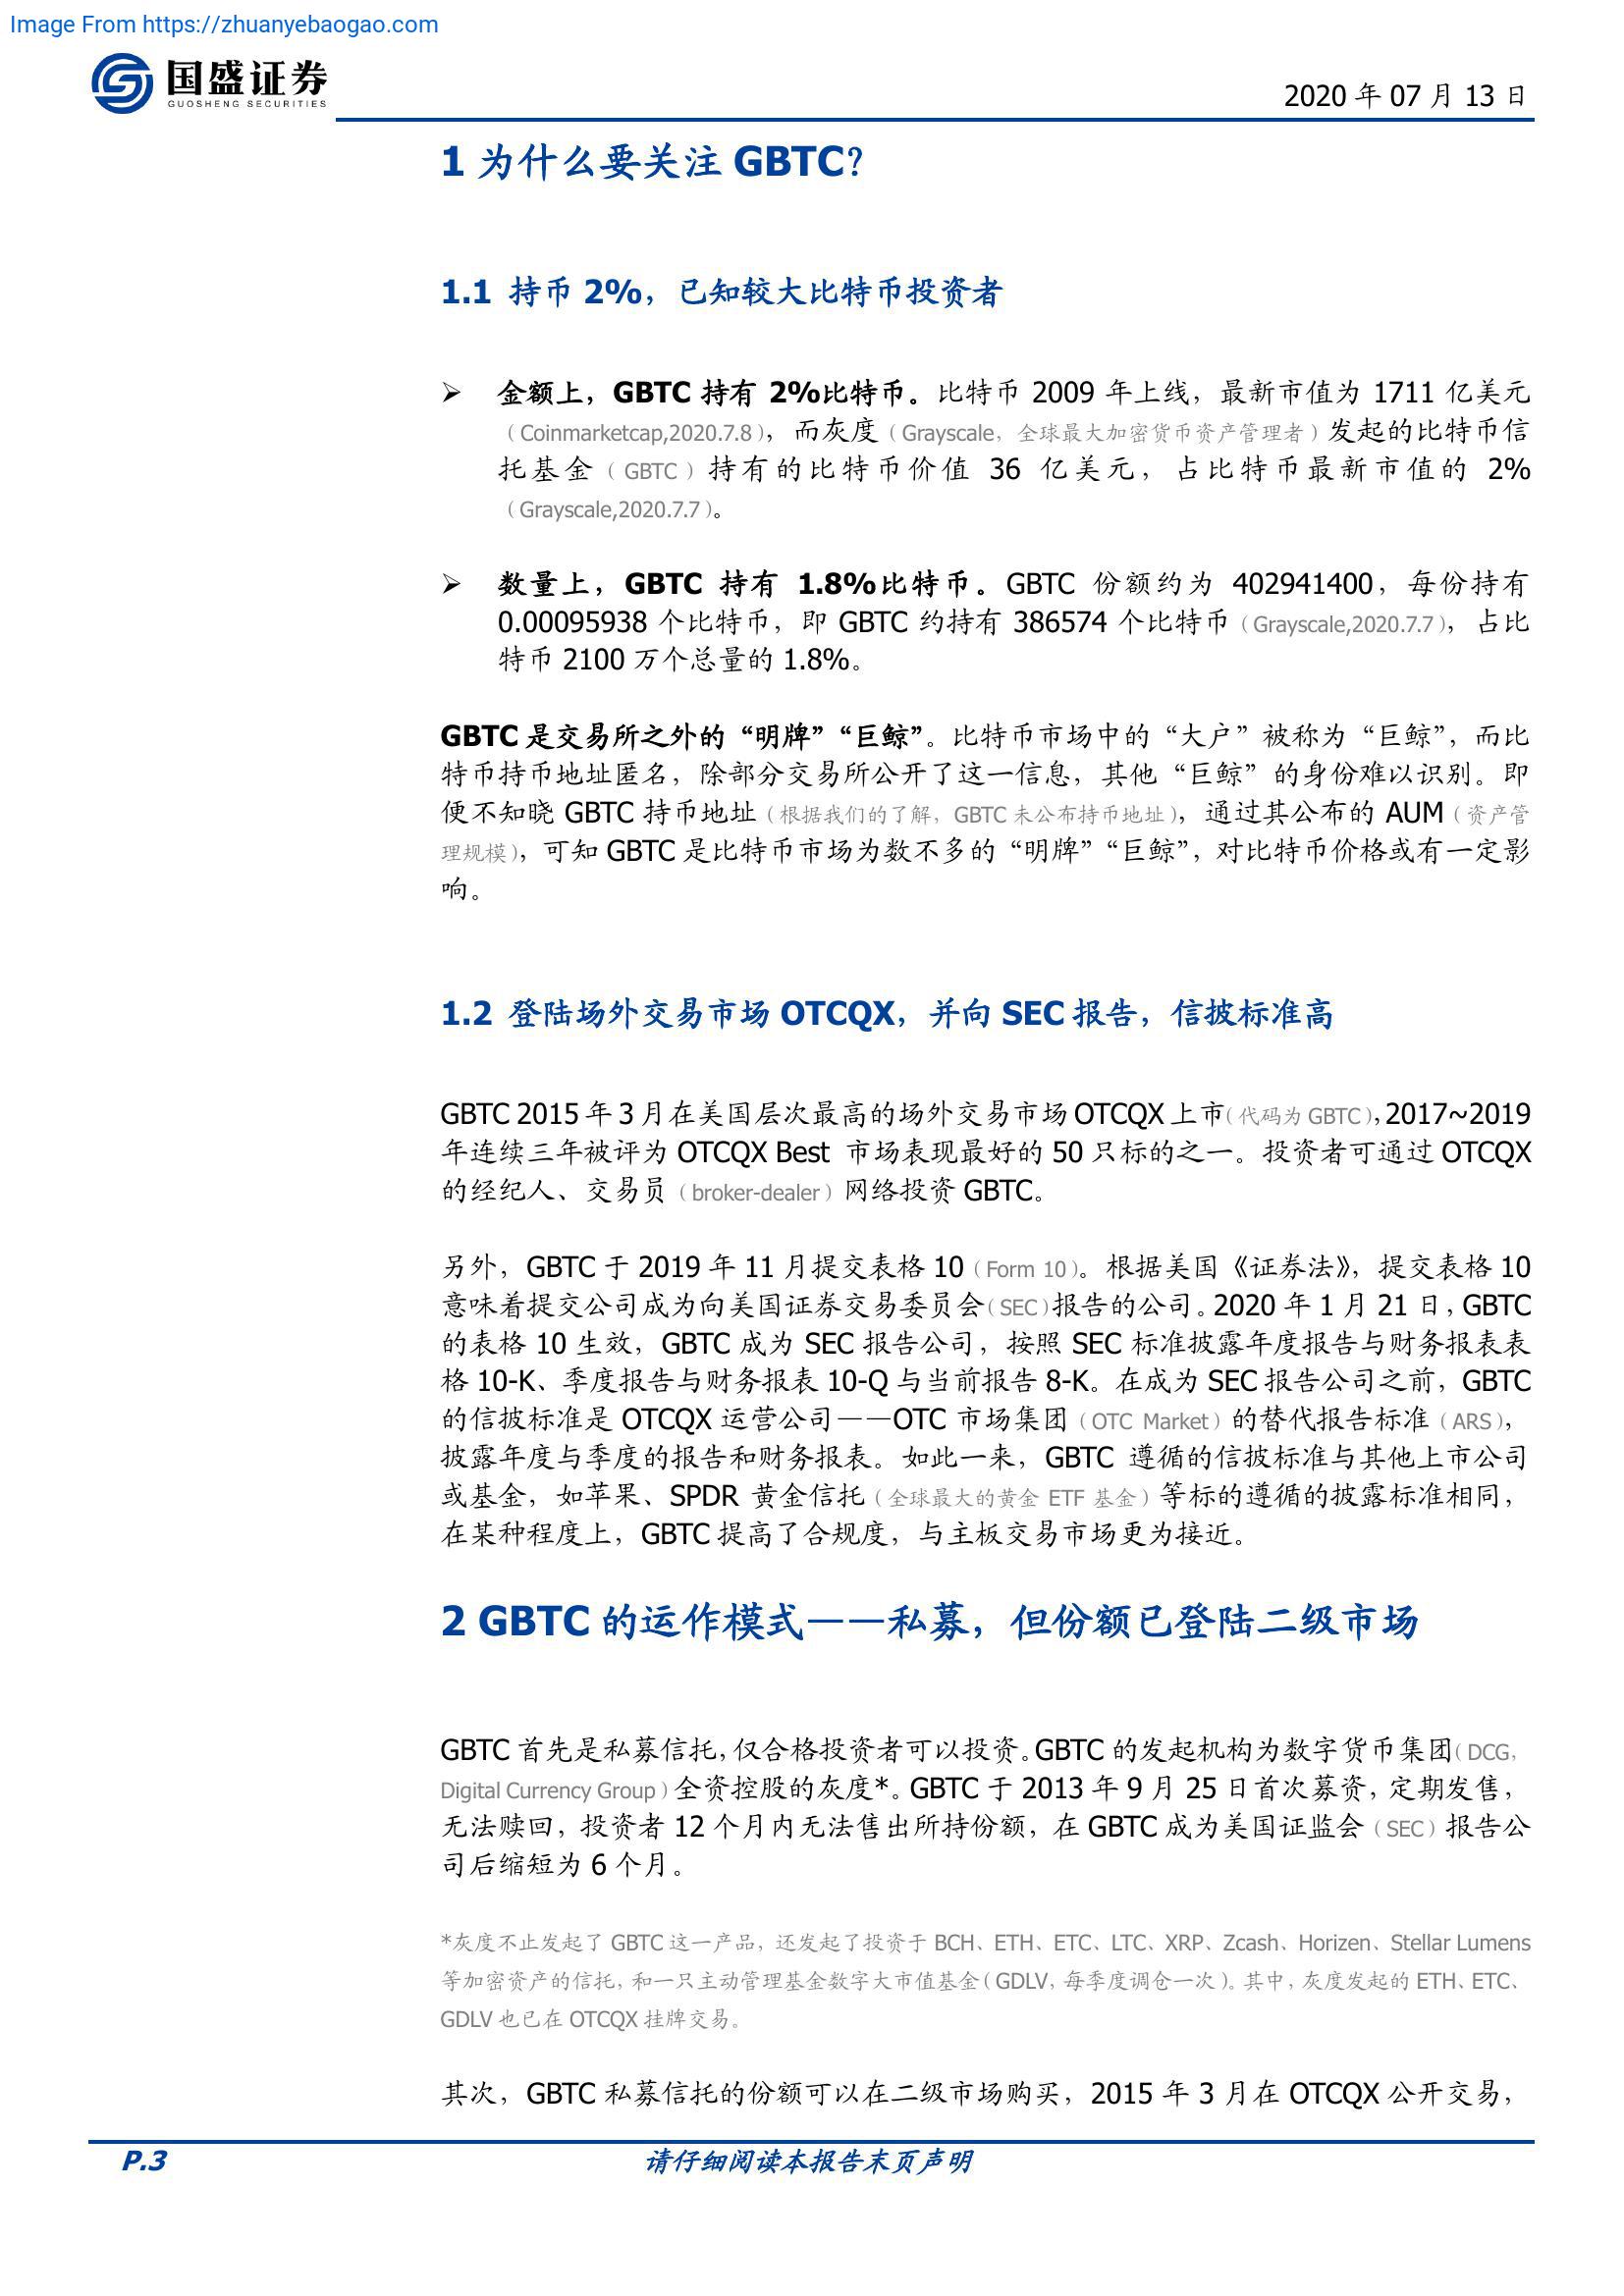 Image From https://zhuanyebaogao.com
国盛证券
GUOSHENG SECURITIES
2020 年 07 月 13 日
1 为什么要关注 GBTC？
1.1 持币 2%，已知较大比特币投资者
➢ 金额上，GBTC 持有 2%比特币。比特币 2009 年上线，最新市值为 1711 亿美元
（Coinmarketcap,2020.7.8），而灰度（Grayscale，全球最大加密货币资产管理者）发起的比特币信
托基金（GBTC）持有的比特币价值 36 亿美元，占比特币最新市值的 2%
（Grayscale,2020.7.7）。
➢ 数量上，GBTC 持有 1.8%比特币。GBTC 份额约为 402941400，每份持有
0.00095938 个比特币，即 GBTC 约持有 386574 个比特币（Grayscale,2020.7.7），占比
特币 2100 万个总量的 1.8%。
GBTC 是交易所之外的“明牌”“巨鲸”。比特币市场中的“大户”被称为“巨鲸”，而比
特币持币地址匿名，除部分交易所公开了这一信息，其他“巨鲸”的身份难以识别。即
便不知晓 GBTC 持币地址（根据我们的了解，GBTC 未公布持币地址），通过其公布的 AUM（资产管
理规模），可知 GBTC 是比特币市场为数不多的“明牌”“巨鲸”，对比特币价格或有一定影
响。
1.2 登陆场外交易市场 OTCQX，并向 SEC 报告，信披标准高
GBTC 2015 年 3 月在美国层次最高的场外交易市场 OTCQX 上市（代码为 GBTC），2017~2019
年连续三年被评为 OTCQX Best 市场表现最好的 50 只标的之一。投资者可通过 OTCQX
的经纪人、交易员（broker-dealer）网络投资 GBTC。
另外，GBTC 于 2019 年 11 月提交表格 10（Form 10）。根据美国《证券法》，提交表格 10
意味着提交公司成为向美国证券交易委员会（SEC）报告的公司。2020 年 1 月 21 日，GBTC
的表格 10 生效，GBTC 成为 SEC 报告公司，按照 SEC 标准披露年度报告与财务报表表
格 10-K、季度报告与财务报表 10-Q 与当前报告 8-K。在成为 SEC 报告公司之前，GBTC
的信披标准是 OTCQX 运营公司——OTC 市场集团（OTC Market）的替代报告标准（ARS），
披露年度与季度的报告和财务报表。如此一来，GBTC 遵循的信披标准与其他上市公司
或基金，如苹果、SPDR 黄金信托（全球最大的黄金 ETF 基金）等标的遵循的披露标准相同，
在某种程度上，GBTC 提高了合规度，与主板交易市场更为接近。
2 GBTC 的运作模式——私募，但份额已登陆二级市场
GBTC 首先是私募信托，仅合格投资者可以投资。GBTC 的发起机构为数字货币集团（DCG，
Digital Currency Group）全资控股的灰度*。GBTC 于 2013 年 9 月 25 日首次募资，定期发售，
无法赎回，投资者 12 个月内无法售出所持份额，在 GBTC 成为美国证监会（SEC）报告公
司后缩短为 6 个月。
*灰度不止发起了 GBTC 这一产品，还发起了投资于 BCH、ETH、ETC、LTC、XRP、Zcash、Horizen、Stellar Lumens
等加密资产的信托，和一只主动管理基金数字大市值基金（GDLV，每季度调仓一次）。其中，灰度发起的 ETH、ETC、
GDLV 也已在 OTCQX 挂牌交易。
其次，GBTC 私募信托的份额可以在二级市场购买，2015 年 3 月在 OTCQX 公开交易，
P.3
请仔细阅读本报告末页声明